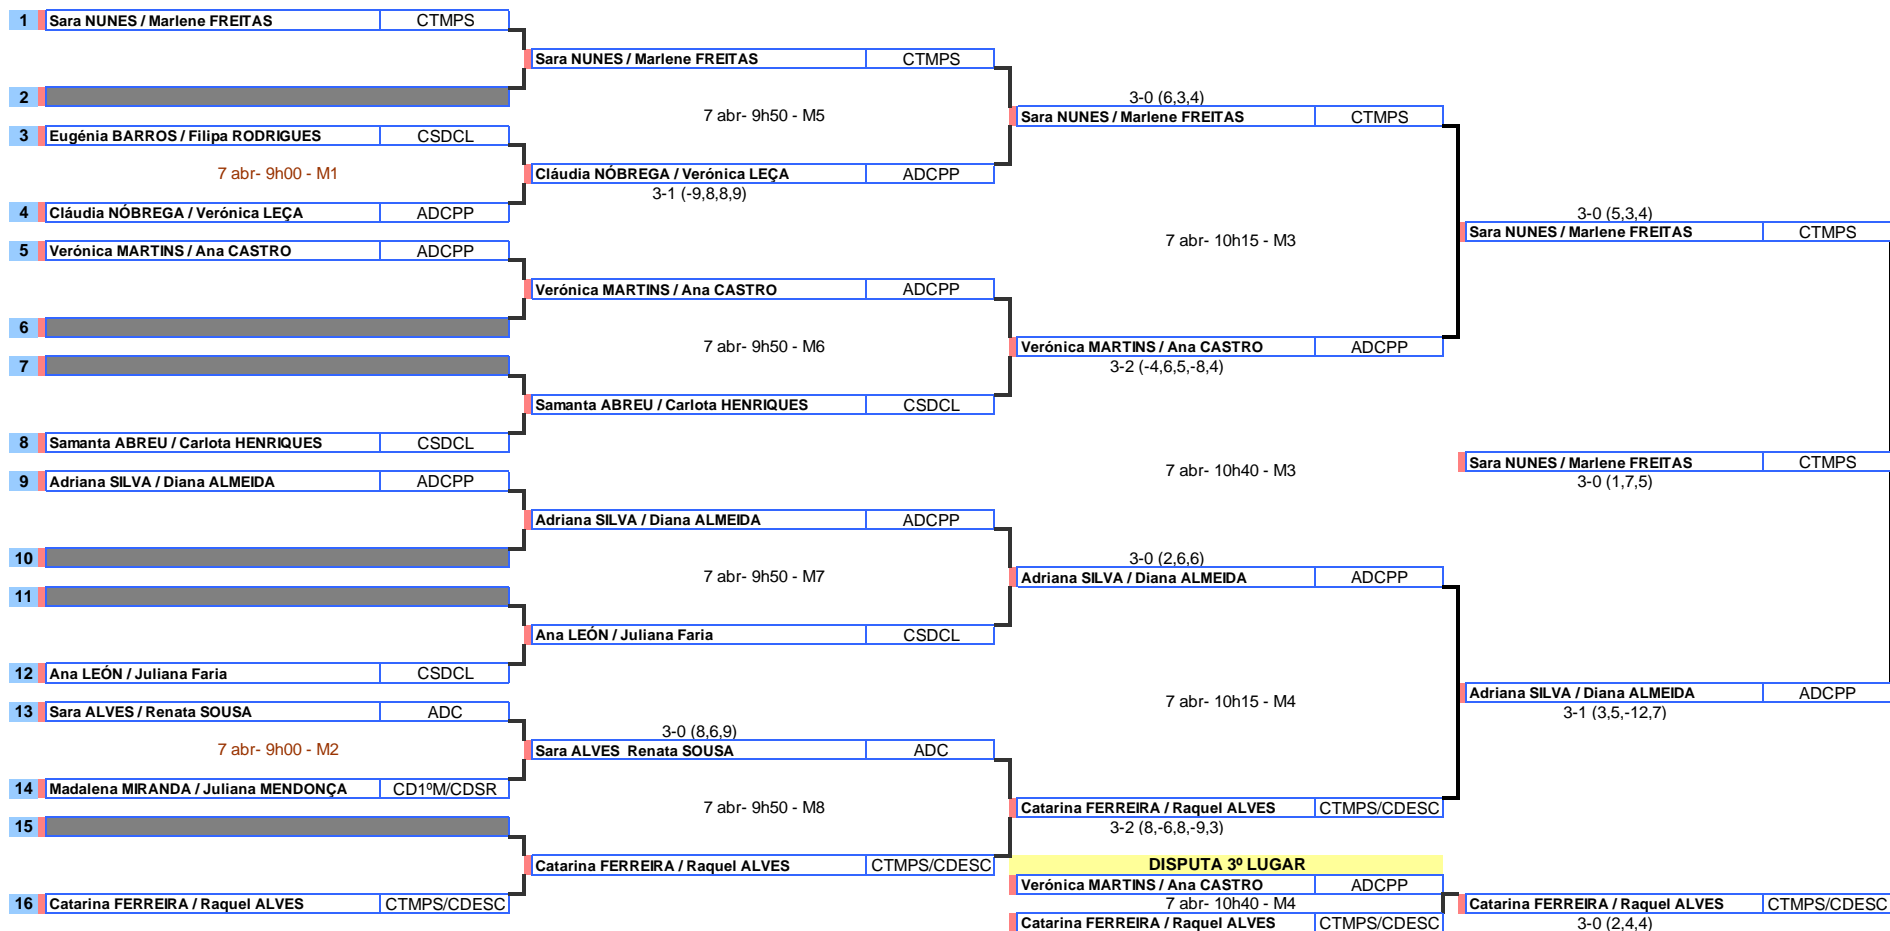 1 Sara NUNES / Marlene FREITAS CTMPS
Sara NUNES / Marlene FREITAS CTMPS
2
7 abr- 9h50 - M5
3-0 (6,3,4)
Sara NUNES / Marlene FREITAS CTMPS
3 Eugénia BARROS / Filipa RODRIGUES CSDCL
7 abr- 9h00 - M1
Cláudia NÓBREGA / Verónica LEÇA ADCPP
3-1 (-9,8,8,9)
4 Cláudia NÓBREGA / Verónica LEÇA ADCPP
3-0 (5,3,4)
Sara NUNES / Marlene FREITAS CTMPS
7 abr- 10h15 - M3
5 Verónica MARTINS / Ana CASTRO ADCPP
Verónica MARTINS / Ana CASTRO ADCPP
6
7 abr- 9h50 - M6
Verónica MARTINS / Ana CASTRO ADCPP
3-2 (-4,6,5,-8,4)
7
Samanta ABREU / Carlota HENRIQUES CSDCL
8 Samanta ABREU / Carlota HENRIQUES CSDCL
7 abr- 10h40 - M3
Sara NUNES / Marlene FREITAS CTMPS
3-0 (1,7,5)
9 Adriana SILVA / Diana ALMEIDA ADCPP
Adriana SILVA / Diana ALMEIDA ADCPP
10
7 abr- 9h50 - M7
3-0 (2,6,6)
Adriana SILVA / Diana ALMEIDA ADCPP
11
Ana LEÓN / Juliana Faria CSDCL
12 Ana LEÓN / Juliana Faria CSDCL
7 abr- 10h15 - M4
Adriana SILVA / Diana ALMEIDA ADCPP
3-1 (3,5,-12,7)
13 Sara ALVES / Renata SOUSA ADC
7 abr- 9h00 - M2
3-0 (8,6,9)
Sara ALVES Renata SOUSA ADC
14 Madalena MIRANDA / Juliana MENDONÇA CD1ºM/CDSR
7 abr- 9h50 - M8
Catarina FERREIRA / Raquel ALVES CTMPS/CDESC
3-2 (8,-6,8,-9,3)
15
Catarina FERREIRA / Raquel ALVES CTMPS/CDESC
16 Catarina FERREIRA / Raquel ALVES CTMPS/CDESC
DISPUTA 3º LUGAR
Verónica MARTINS / Ana CASTRO ADCPP
7 abr- 10h40 - M4
Catarina FERREIRA / Raquel ALVES CTMPS/CDESC
Catarina FERREIRA / Raquel ALVES CTMPS/CDESC
3-0 (2,4,4)